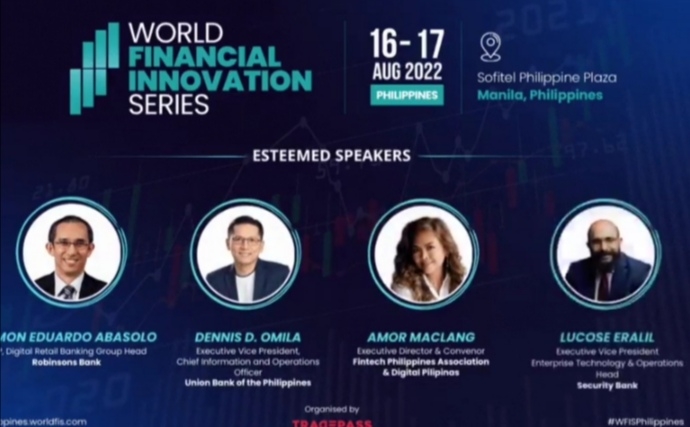 WORLD
FINANCIAL
INNOVATION
SERIES
16-17
AUG 2022
PHILIPPINES
Sofitel Philippine Plaza
Manila, Philippines
ESTEEMED SPEAKERS
MON EDUARDO ABASOLO
Digital Retail Banking Group Head
Robinsons Bank
DENNIS D. OMILA
Executive Vice President,
Chief Information and Operations
Officer
Union Bank of the Philippines
AMOR MACLANG
Executive Director & Convenor
Fintech Philippines Association
& Digital Pilipinas
LUCOSE ERALIL
Executive Vice President
Enterprise Technology & Operations
Head
Security Bank
Organised by
TRADEPASS
ppines.worldfis.com
#WFISPhilippines